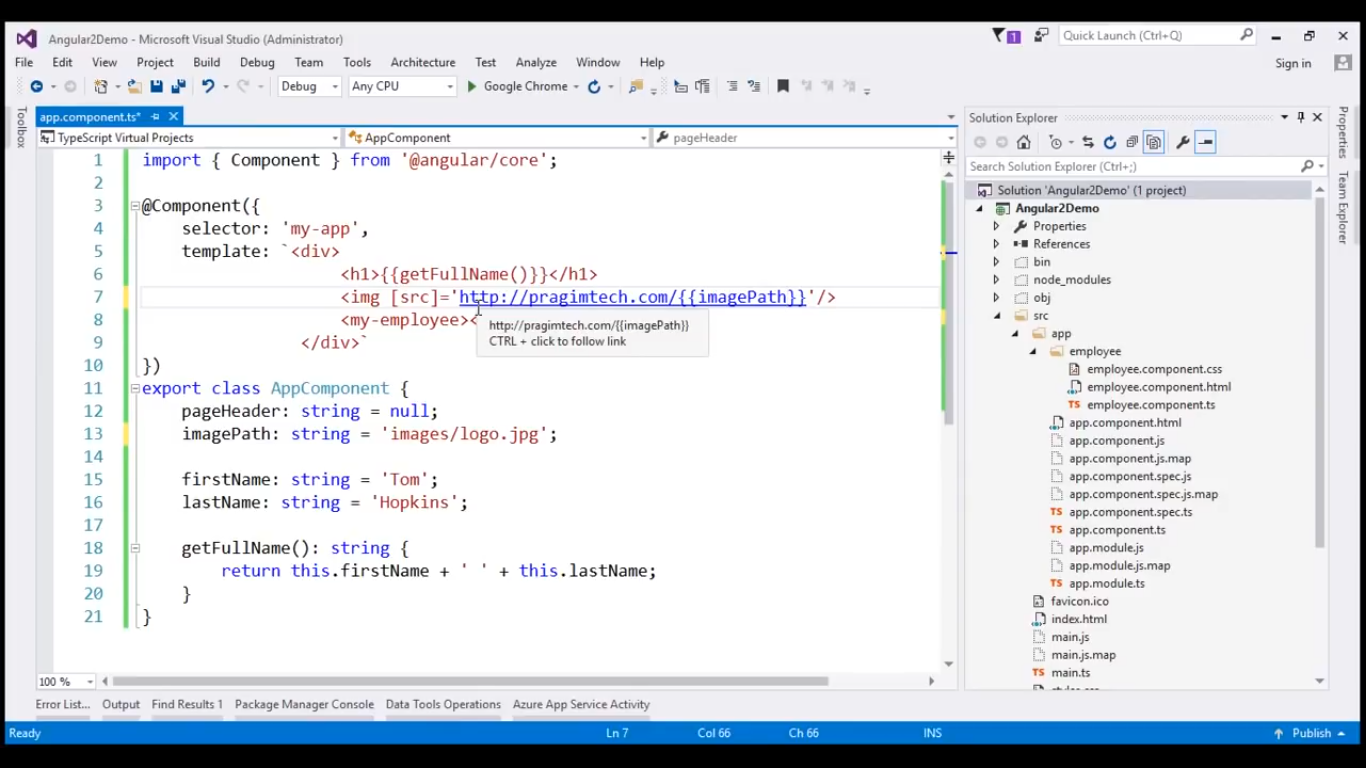 Angular2Demo - Microsoft Visual Studio (Administrator)
1
Quick Launch (Ctrl+Q)
File Edit View Project Build Debug Team Tools Architecture Test Analyze Window Help
Sign in
Debug Any CPU Google Chrome
Toolbox
app.component.ts*
TypeScript Virtual Projects AppComponent pageHeader
1 import { Component } from '@angular/core';
2
3 @Component({
4 selector: 'my-app',
5 template: `<div>
6 <h1>{{getFullName()}}</h1>
7 <img [src]='http://pragimtech.com/{{imagePath}}'/>
8 <my-employee><
9 </div>`
10 })
11 export class AppComponent {
12 pageHeader: string = null;
13 imagePath: string = 'images/logo.jpg';
14
15 firstName: string = 'Tom';
16 lastName: string = 'Hopkins';
17
18 getFullName(): string {
19 return this.firstName + ' ' + this.lastName;
20 }
21 }
http://pragimtech.com/{{imagePath}}
CTRL + click to follow link
100 %
Solution Explorer
Search Solution Explorer (Ctrl+;)
Solution 'Angular2Demo' (1 project)
Angular2Demo
Properties
References
bin
node_modules
obj
src
app
employee
employee.component.css
employee.component.html
employee.component.ts
app.component.html
app.component.js
app.component.js.map
app.component.spec.js
app.component.spec.js.map
app.component.spec.ts
app.component.ts
app.module.js
app.module.js.map
app.module.ts
favicon.ico
index.html
main.js
main.js.map
main.ts
Properties
Team Explorer
Error List... Output Find Results 1 Package Manager Console Data Tools Operations Azure App Service Activity
Ready Ln 7 Col 66 Ch 66 INS Publish